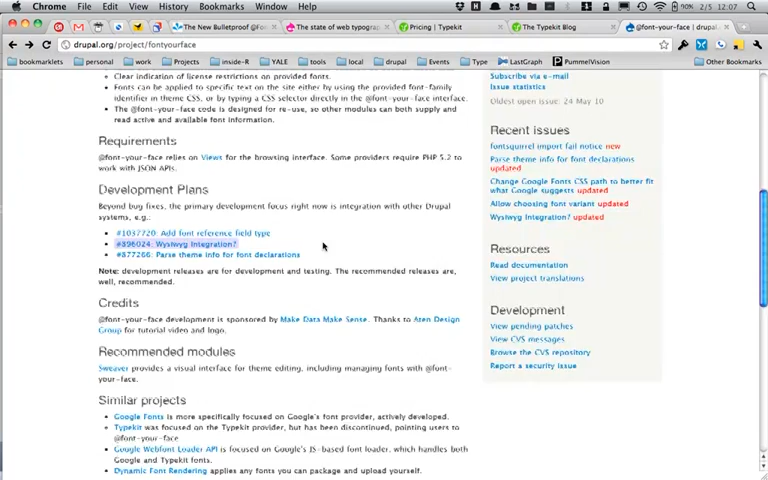 Chrome File Edit View History Bookmarks Window Help
90% 2/5 12:07
The New Bulletproof @Fo
The state of web typogra
Pricing | Typekit
The Typekit Blog
@font-your-face | drupal.
drupal.org/project/fontyourface
bookmarklets personal work Projects inside-R YALE tools local drupal Events Type LastGraph PummelVision Other Bookmarks
Clear indication of license restrictions on provided fonts.
Fonts can be applied to specific text on the site either by using the provided font-family
identifier in theme CSS, or by typing a CSS selector directly in the @font-your-face interface.
The @font-your-face code is designed for re-use, so other modules can both supply and
read active and available font information.
Requirements
@font-your-face relies on Views for the browsing interface. Some providers require PHP 5.2 to
work with JSON APIs.
Development Plans
Beyond bug fixes, the primary development focus right now is integration with other Drupal
systems, e.g.:
#1037720: Add font reference field type
#896024: Wysiwyg Integration?
#877266: Parse theme info for font declarations
Note: development releases are for development and testing. The recommended releases are,
well, recommended.
Credits
@font-your-face development is sponsored by Make Data Make Sense. Thanks to Aten Design
Group for tutorial video and logo.
Recommended modules
Sweaver provides a visual interface for theme editing, including managing fonts with @font-
your-face.
Similar projects
Google Fonts is more specifically focused on Google's font provider, actively developed.
Typekit was focused on the Typekit provider, but has been discontinued, pointing users to
@font-your-face
Google Webfont Loader API is focused on Google's JS-based font loader, which handles both
Google and Typekit fonts.
Dynamic Font Rendering applies any fonts you can package and upload yourself.
Subscribe via e-mail
Issue statistics
Oldest open issue: 24 May 10
Recent issues
fontsquirrel import fail notice new
Parse theme info for font declarations
updated
Change Google Fonts CSS path to better fit
what Google suggests updated
Allow choosing font variant updated
Wysiwyg Integration? updated
Resources
Read documentation
View project translations
Development
View pending patches
View CVS messages
Browse the CVS repository
Report a security issue